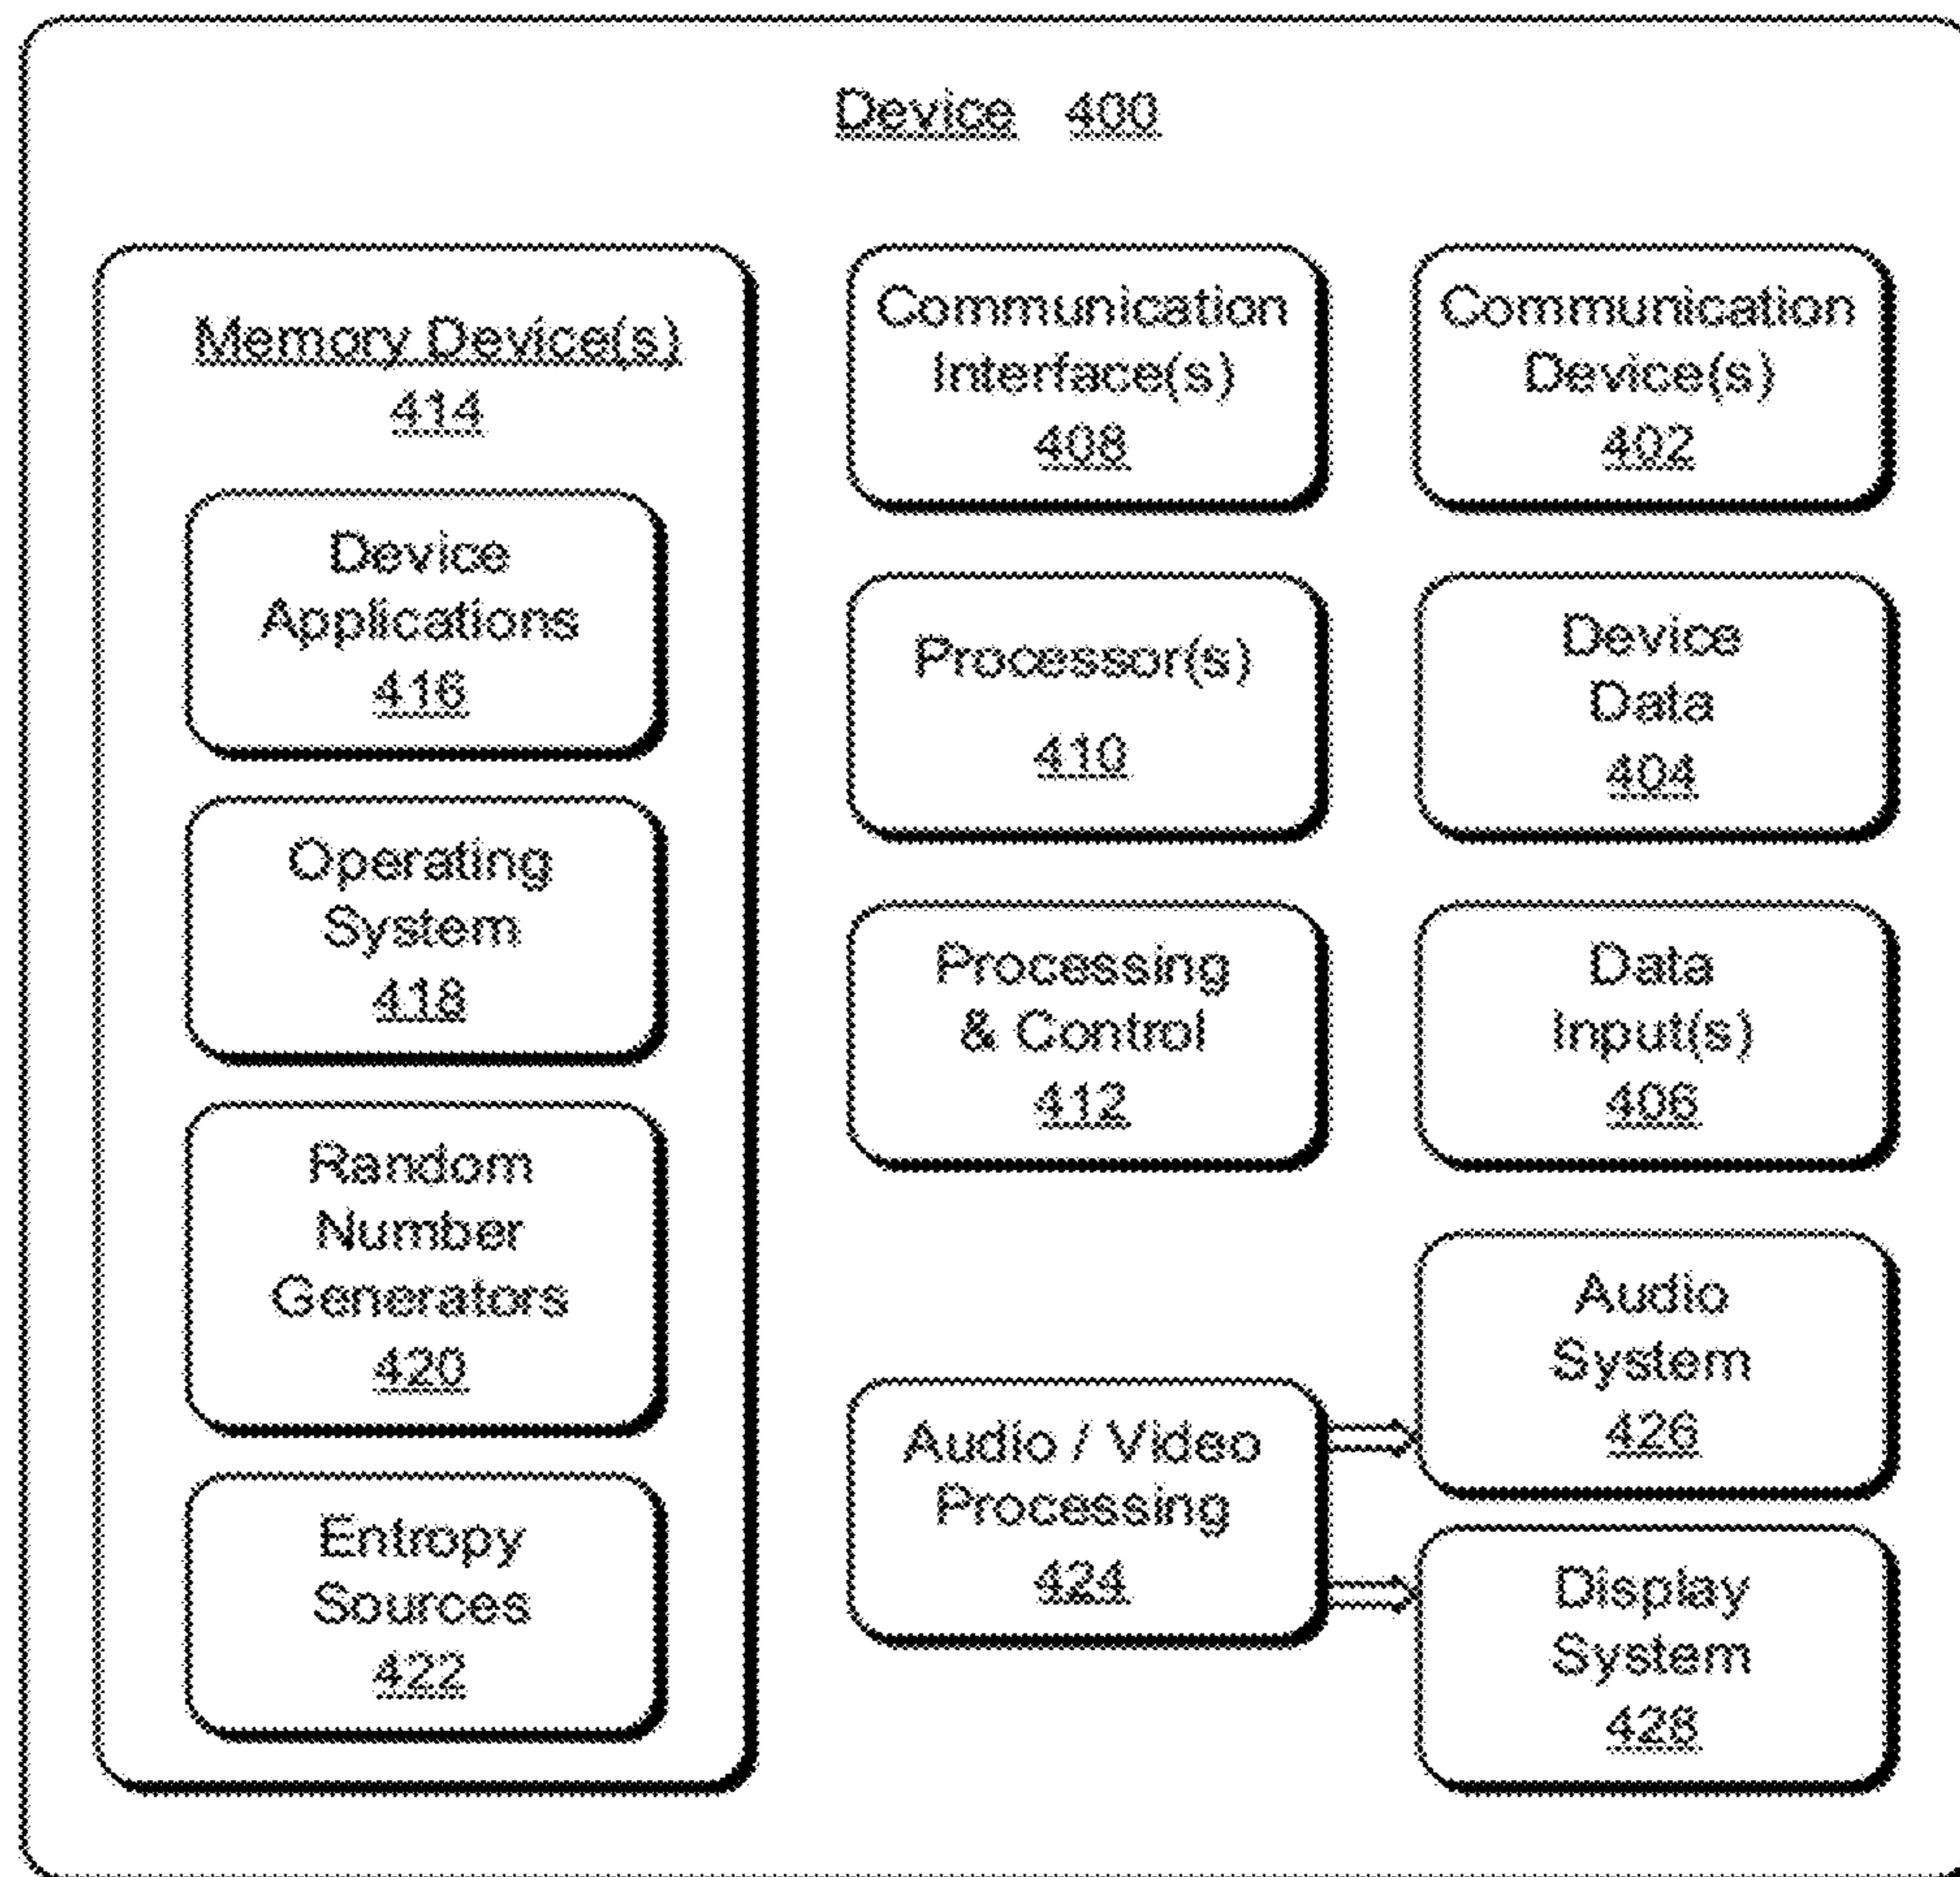 Device 400
Memory Device(s)
414
Device
Applications
416
Operating
System
418
Random
Number
Generators
420
Entropy
Sources
422
Communication
Interface(s)
408
Processor(s)
410
Processing
& Control
412
Audio / Video
Processing
424
Communication
Device(s)
402
Device
Data
404
Data
Input(s)
406
Audio
System
426
Display
System
428